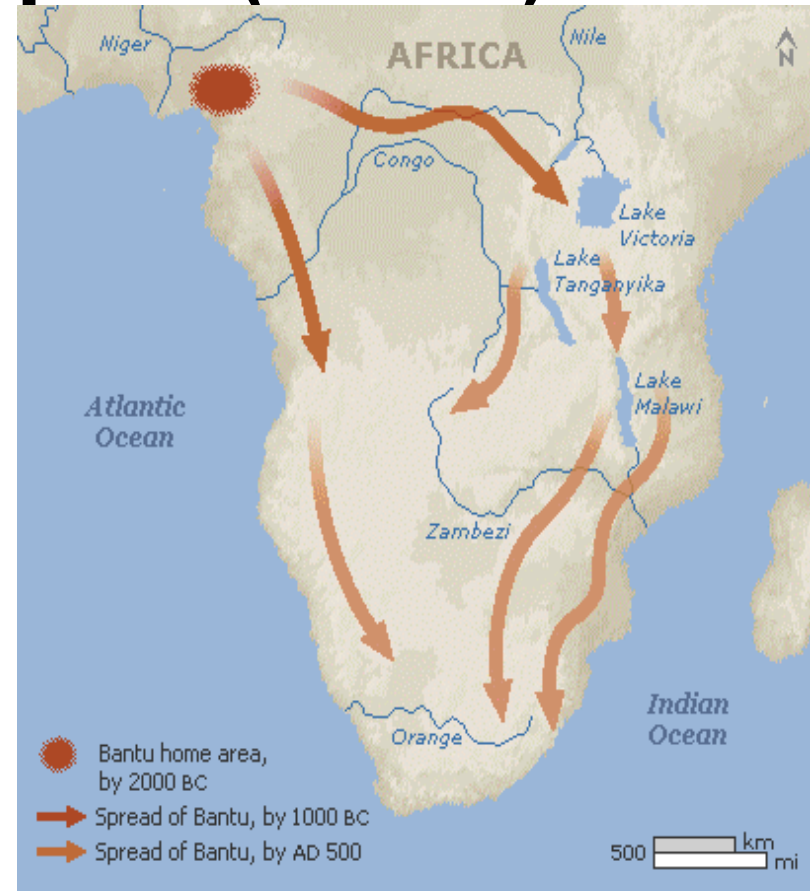 Niger
AFRICA
Nile
N
Congo
Lake
Victoria
Lake
Tanganyika
Lake
Malawi
Atlantic
Ocean
Zambezi
Indian
Ocean
Orange
Bantu home area,
by 2000 BC
Spread of Bantu, by 1000 BC
Spread of Bantu, by AD 500
500 km
mi